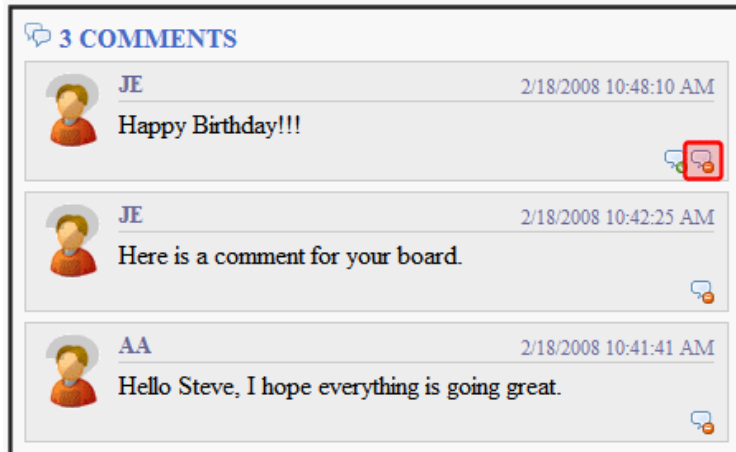 3 COMMENTS
JE 2/18/2008 10:48:10 AM
Happy Birthday!!!
JE 2/18/2008 10:42:25 AM
Here is a comment for your board.
AA 2/18/2008 10:41:41 AM
Hello Steve, I hope everything is going great.